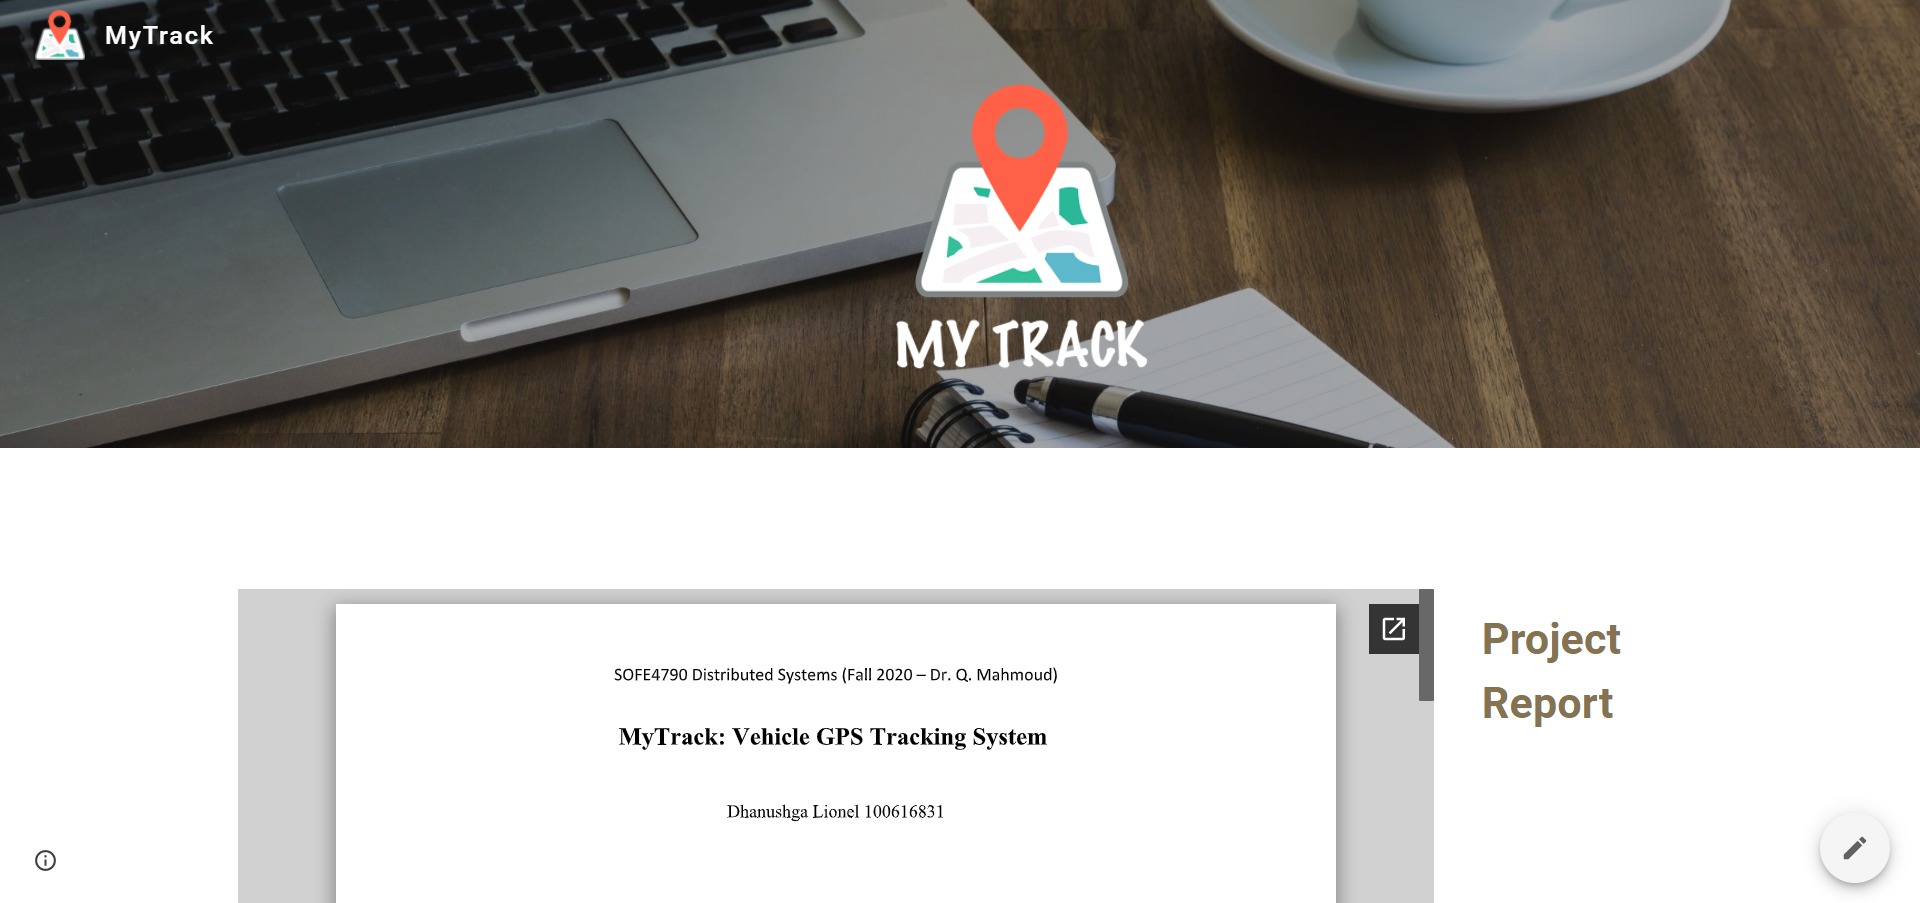 MyTrack
MY TRACK
SOFE4790 Distributed Systems (Fall 2020 – Dr. Q. Mahmoud)
MyTrack: Vehicle GPS Tracking System
Dhanushga Lionel 100616831
Project
Report